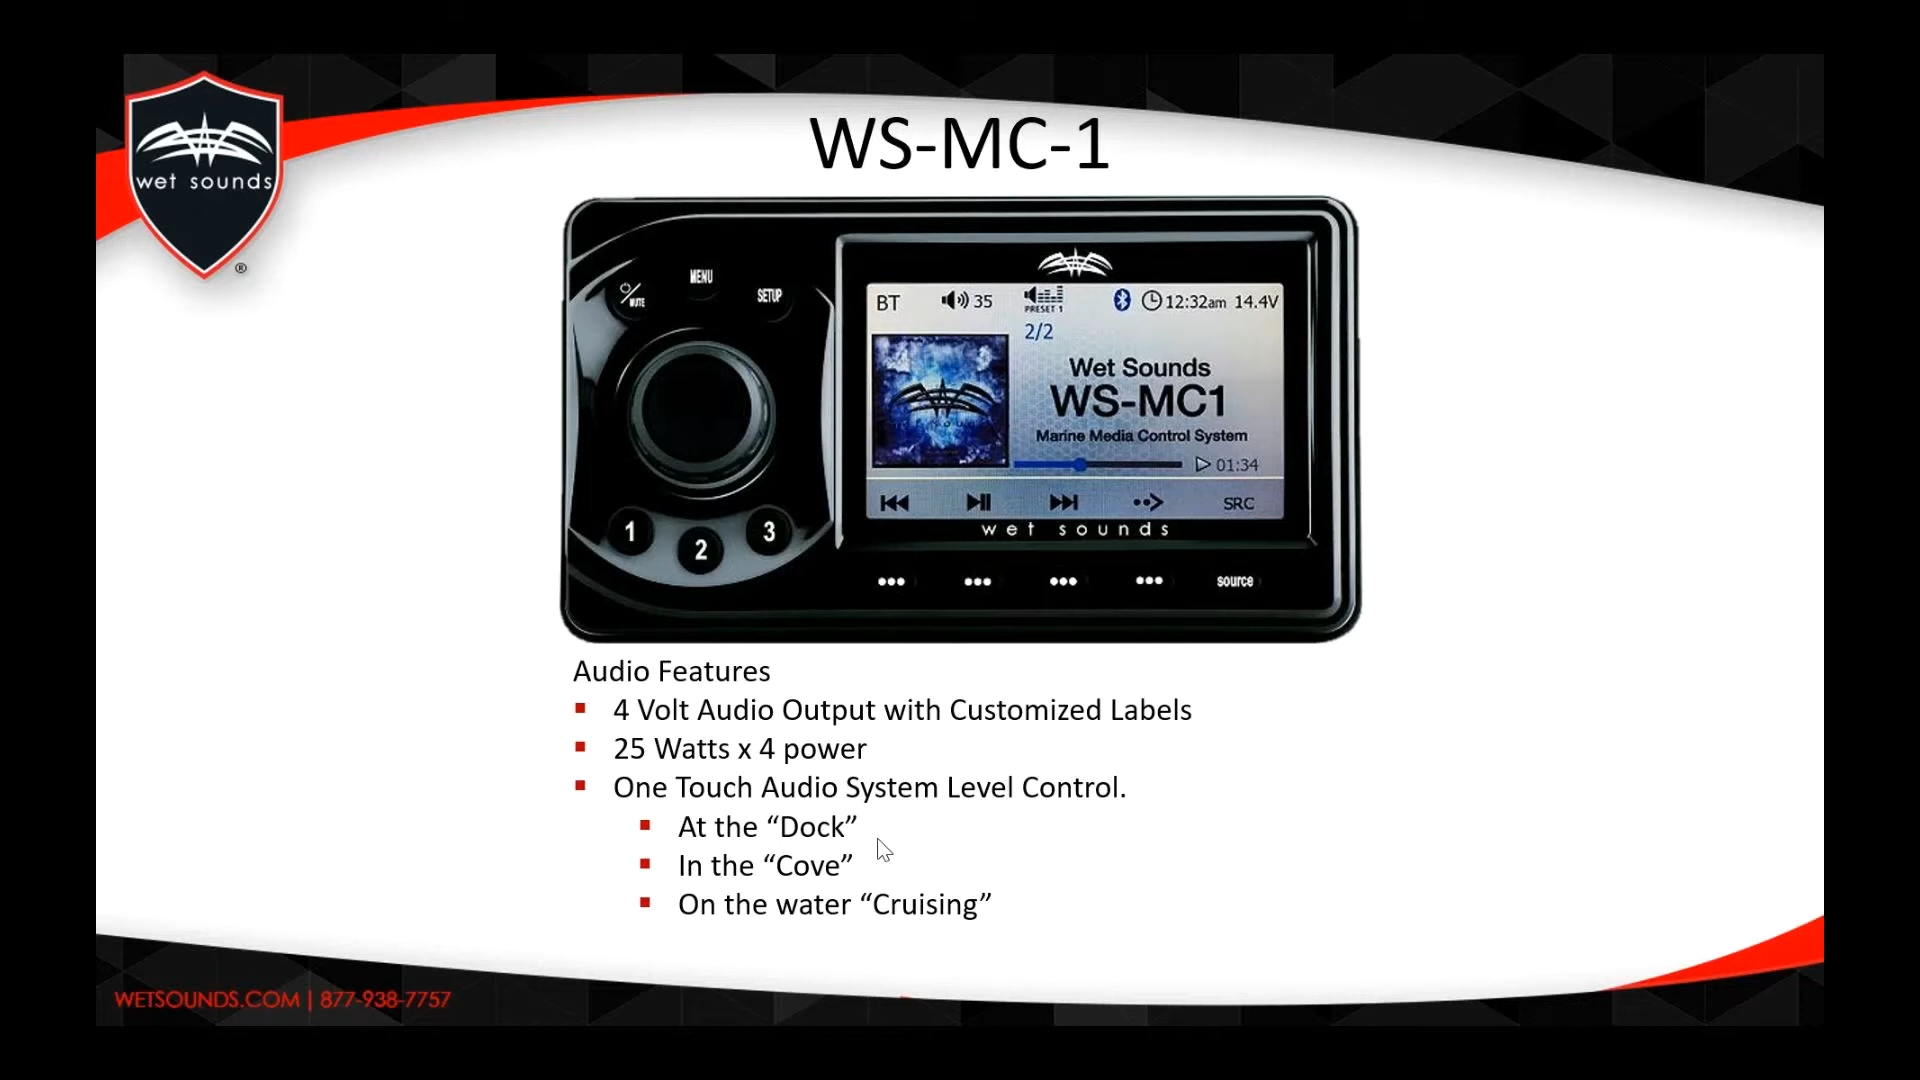 WS-MC-1
wet sounds
®
MUTE
MENU
SETUP
1
2
3
BT 35 PRESET 1 12:32am 14.4V
2/2
Wet Sounds
WS-MC1
Marine Media Control System
01:34
SRC
wet sounds
source
Audio Features
4 Volt Audio Output with Customized Labels
25 Watts x 4 power
One Touch Audio System Level Control.
At the “Dock”
In the “Cove”
On the water “Cruising”
WETSOUNDS.COM | 877-938-7757